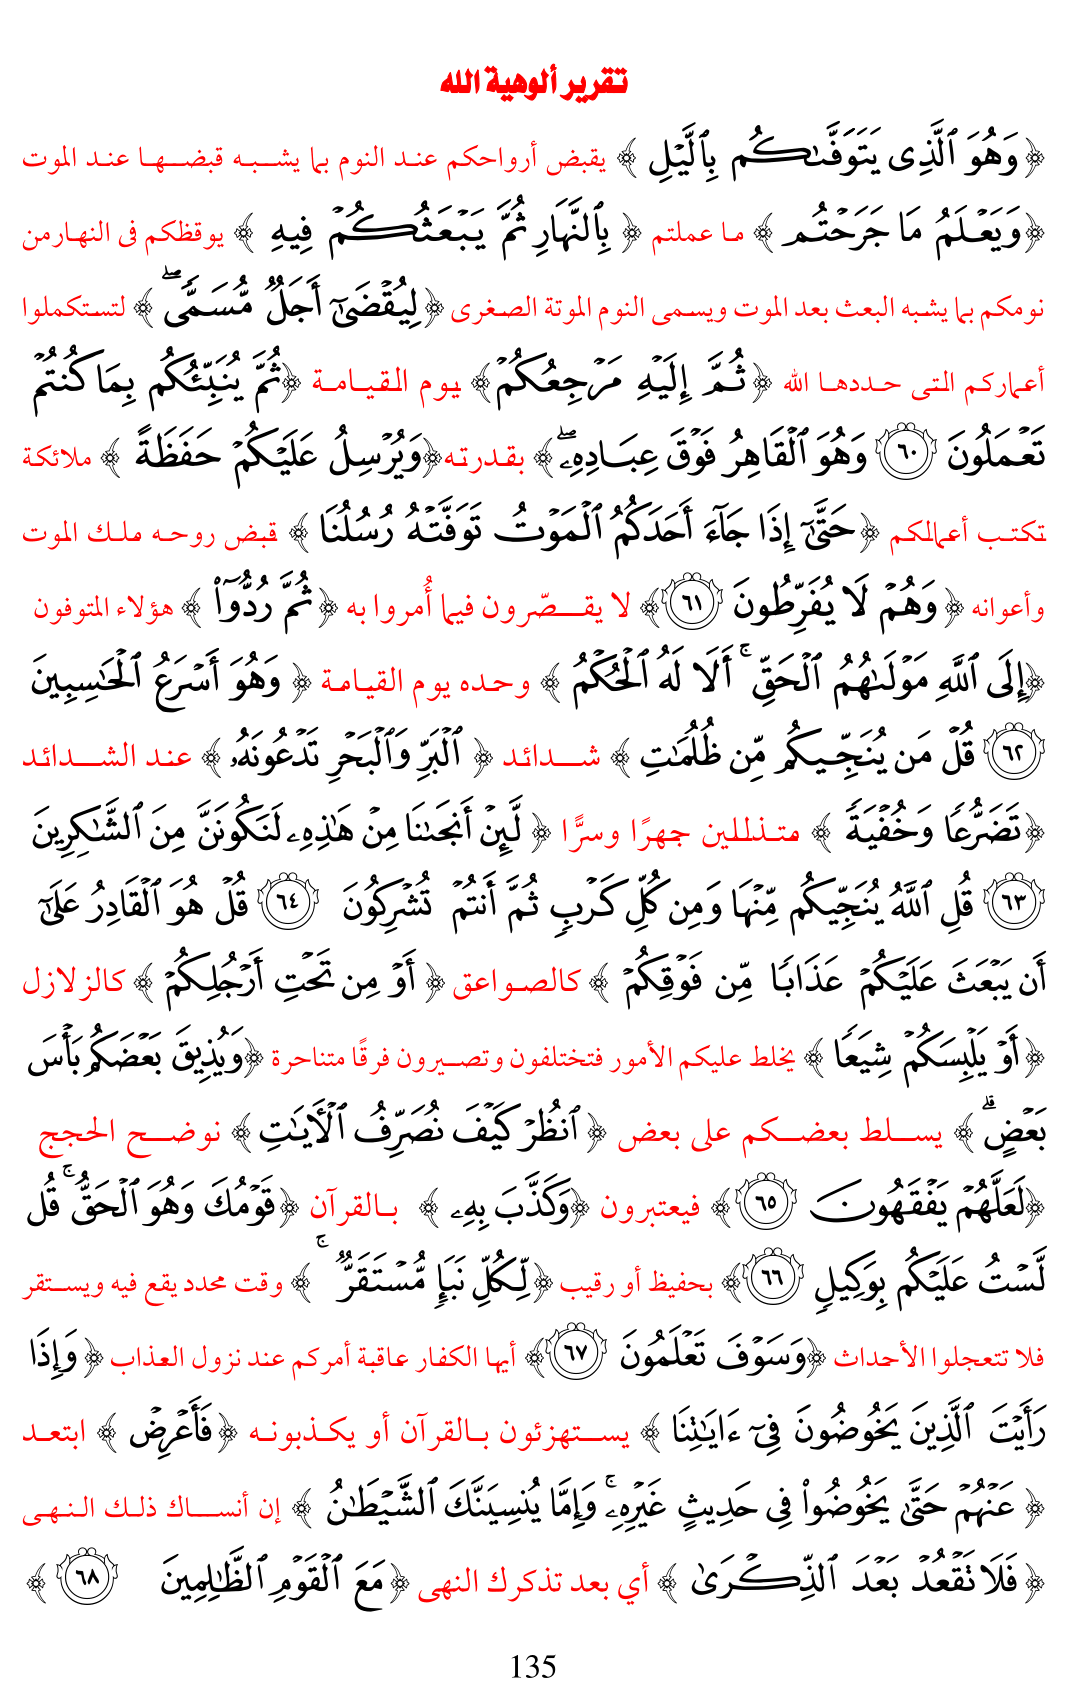 تقرير ألوهية الله
﴿ وَهُوَ ٱلَّذِى يَتَوَفَّىٰكُم بِٱلَّيْلِ ﴾ يقبض أرواحكم عند النوم بما يشبه قبضها عند الموت
﴿ وَيَعْلَمُ مَا جَرَحْتُم ﴾ ما عملتم ﴿ بِٱلنَّهَارِ ثُمَّ يَبْعَثُكُمْ فِيهِ ﴾ يوقظكم فى النهار من
نومكم بما يشبه البعث بعد الموت ويسمى النوم الموتة الصغرى ﴿ لِيُقْضَىٰٓ أَجَلٌ مُّسَمًّى ۖ ﴾ لتستكملوا
أعماركم التى حددها الله ﴿ ثُمَّ إِلَيْهِ مَرْجِعُكُمْ ﴾ يوم القيامة ﴿ ثُمَّ يُنَبِّئُكُم بِمَا كُنتُمْ
تَعْمَلُونَ ٦٠ وَهُوَ ٱلْقَاهِرُ فَوْقَ عِبَادِهِۦ ۖ ﴾ بقدرته ﴿ وَيُرْسِلُ عَلَيْكُمْ حَفَظَةً ﴾ ملائكة
تكتب أعمالكم ﴿ حَتَّىٰٓ إِذَا جَآءَ أَحَدَكُمُ ٱلْمَوْتُ تَوَفَّتْهُ رُسُلُنَا ﴾ قبض روحه ملك الموت
وأعوانه ﴿ وَهُمْ لَا يُفَرِّطُونَ ٦١ ﴾ لا يقصّرون فيما أُمروا به ﴿ ثُمَّ رُدُّوٓا۟ ﴾ هؤلاء المتوفون
﴿ إِلَى ٱللَّهِ مَوْلَىٰهُمُ ٱلْحَقِّ ۚ أَلَا لَهُ ٱلْحُكْمُ ﴾ وحده يوم القيامة ﴿ وَهُوَ أَسْرَعُ ٱلْحَـٰسِبِينَ
٦٢ قُلْ مَن يُنَجِّيكُم مِّن ظُلُمَـٰتِ ﴾ شدائد ﴿ ٱلْبَرِّ وَٱلْبَحْرِ تَدْعُونَهُۥ ﴾ عند الشدائد
﴿ تَضَرُّعًا وَخُفْيَةً ﴾ متذللين جهرًا وسرًّا ﴿ لَّئِنْ أَنجَىٰنَا مِنْ هَـٰذِهِۦ لَنَكُونَنَّ مِنَ ٱلشَّـٰكِرِينَ
٦٣ قُلِ ٱللَّهُ يُنَجِّيكُم مِّنْهَا وَمِن كُلِّ كَرْبٍ ثُمَّ أَنتُمْ تُشْرِكُونَ ٦٤ قُلْ هُوَ ٱلْقَادِرُ عَلَىٰٓ
أَن يَبْعَثَ عَلَيْكُمْ عَذَابًا مِّن فَوْقِكُمْ ﴾ كالصواعق ﴿ أَوْ مِن تَحْتِ أَرْجُلِكُمْ ﴾ كالزلازل
﴿ أَوْ يَلْبِسَكُمْ شِيَعًا ﴾ يخلط عليكم الأمور فتختلفون وتصيرون فرقًا متناحرة ﴿ وَيُذِيقَ بَعْضَكُم بَأْسَ
بَعْضٍ ۗ ﴾ يسلط بعضكم على بعض ﴿ ٱنظُرْ كَيْفَ نُصَرِّفُ ٱلْـَٔايَـٰتِ ﴾ نوضح الحجج
﴿ لَعَلَّهُمْ يَفْقَهُونَ ٦٥ ﴾ فيعتبرون ﴿ وَكَذَّبَ بِهِۦ ﴾ بالقرآن ﴿ قَوْمُكَ وَهُوَ ٱلْحَقُّ ۚ قُل
لَّسْتُ عَلَيْكُم بِوَكِيلٍ ٦٦ ﴾ بحفيظ أو رقيب ﴿ لِّكُلِّ نَبَإٍ مُّسْتَقَرٌّ ۚ ﴾ وقت محدد يقع فيه ويستقر
فلا تتعجلوا الأحداث ﴿ وَسَوْفَ تَعْلَمُونَ ٦٧ ﴾ أيها الكفار عاقبة أمركم عند نزول العذاب ﴿ وَإِذَا
رَأَيْتَ ٱلَّذِينَ يَخُوضُونَ فِىٓ ءَايَـٰتِنَا ﴾ يستهزئون بالقرآن أو يكذبونه ﴿ فَأَعْرِضْ ﴾ ابتعد
﴿ عَنْهُمْ حَتَّىٰ يَخُوضُوا۟ فِى حَدِيثٍ غَيْرِهِۦ ۚ وَإِمَّا يُنسِيَنَّكَ ٱلشَّيْطَـٰنُ ﴾ إن أنساك ذلك النهى
﴿ فَلَا تَقْعُدْ بَعْدَ ٱلذِّكْرَىٰ ﴾ أي بعد تذكرك النهى ﴿ مَعَ ٱلْقَوْمِ ٱلظَّـٰلِمِينَ ٦٨ ﴾
135